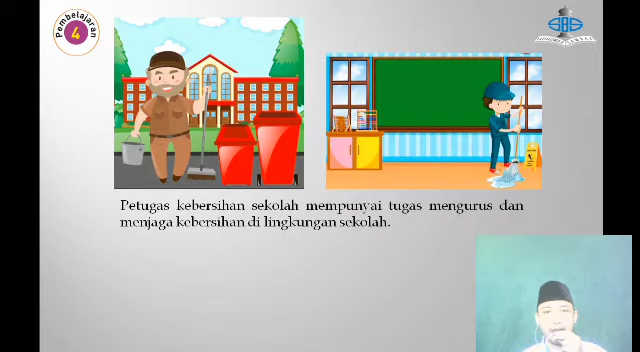 Pembelajaran
4
Petugas kebersihan sekolah mempunyai tugas mengurus dan
menjaga kebersihan di lingkungan sekolah.